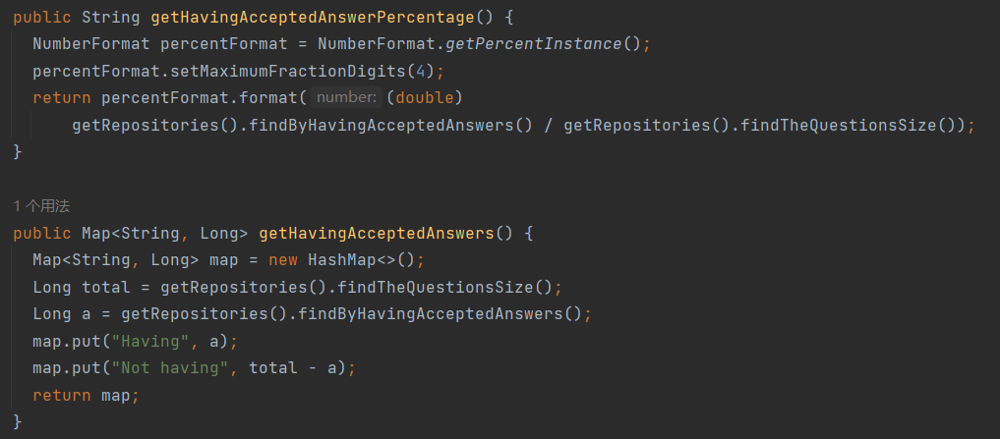 public String getHavingAcceptedAnswerPercentage() {
NumberFormat percentFormat = NumberFormat.getPercentInstance();
percentFormat.setMaximumFractionDigits(4);
return percentFormat.format( number: (double)
getRepositories().findByHavingAcceptedAnswers() / getRepositories().findTheQuestionsSize());
}
1 个用法
public Map<String, Long> getHavingAcceptedAnswers() {
Map<String, Long> map = new HashMap<>();
Long total = getRepositories().findTheQuestionsSize();
Long a = getRepositories().findByHavingAcceptedAnswers();
map.put("Having", a);
map.put("Not having", total - a);
return map;
}